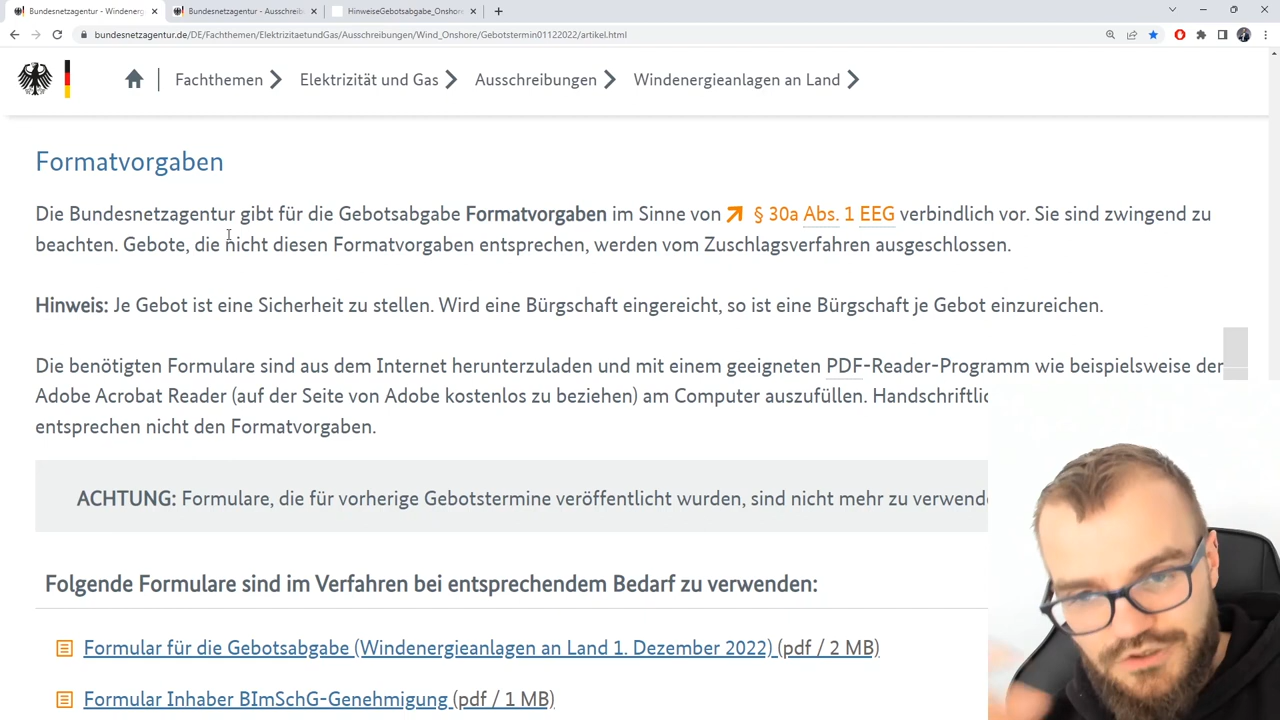 Bundesnetzagentur - Windenerg
Bundesnetzagentur - Ausschreib
HinweiseGebotsabgabe_Onshore
bundesnetzagentur.de/DE/Fachthemen/ElektrizitaetundGas/Ausschreibungen/Wind_Onshore/Gebotstermin01122022/artikel.html
Fachthemen Elektrizität und Gas Ausschreibungen Windenergieanlagen an Land
Formatvorgaben
Die Bundesnetzagentur gibt für die Gebotsabgabe Formatvorgaben im Sinne von § 30a Abs. 1 EEG verbindlich vor. Sie sind zwingend zu
beachten. Gebote, die nicht diesen Formatvorgaben entsprechen, werden vom Zuschlagsverfahren ausgeschlossen.
Hinweis: Je Gebot ist eine Sicherheit zu stellen. Wird eine Bürgschaft eingereicht, so ist eine Bürgschaft je Gebot einzureichen.
Die benötigten Formulare sind aus dem Internet herunterzuladen und mit einem geeigneten PDF-Reader-Programm wie beispielsweise der
Adobe Acrobat Reader (auf der Seite von Adobe kostenlos zu beziehen) am Computer auszufüllen. Handschriftlic
entsprechen nicht den Formatvorgaben.
ACHTUNG: Formulare, die für vorherige Gebotstermine veröffentlicht wurden, sind nicht mehr zu verwende
Folgende Formulare sind im Verfahren bei entsprechendem Bedarf zu verwenden:
Formular für die Gebotsabgabe (Windenergieanlagen an Land 1. Dezember 2022) (pdf / 2 MB)
Formular Inhaber BImSchG-Genehmigung (pdf / 1 MB)